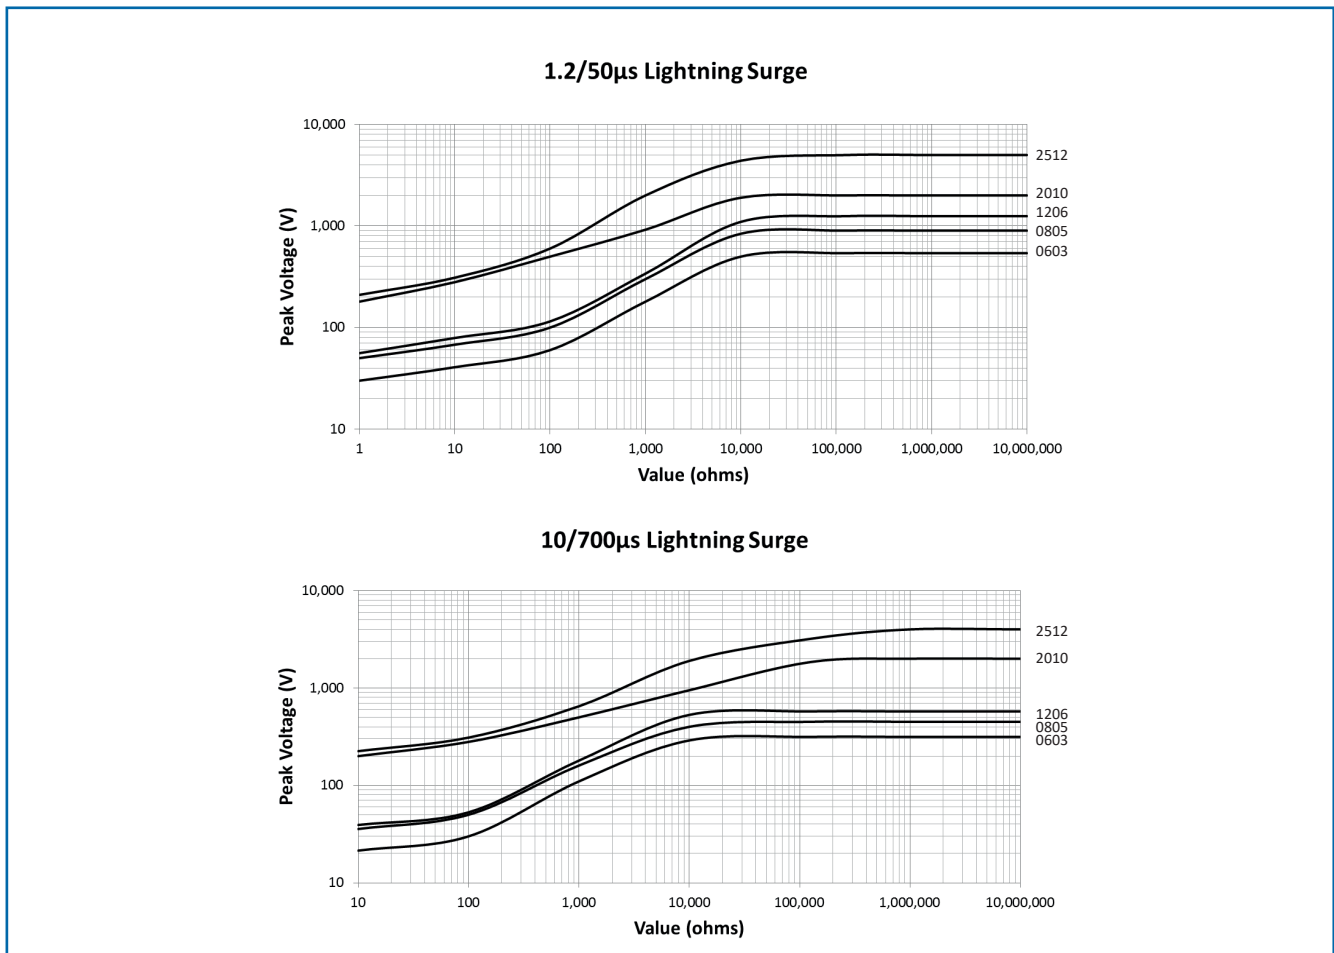 1.2/50µs Lightning Surge
10,000
1,000
100
10
Peak Voltage (V)
2512
2010
1206
0805
0603
1 10 100 1,000 10,000 100,000 1,000,000 10,000,000
Value (ohms)
10/700µs Lightning Surge
10,000
1,000
100
10
Peak Voltage (V)
2512
2010
1206
0805
0603
10 100 1,000 10,000 100,000 1,000,000 10,000,000
Value (ohms)